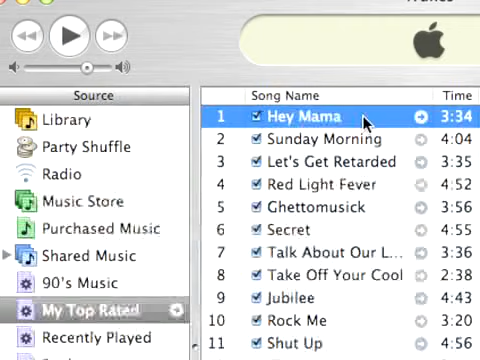 Source
Library
Party Shuffle
Radio
Music Store
Purchased Music
Shared Music
90's Music
My Top Rated
Recently Played
Song Name Time
1 Hey Mama 3:34
2 Sunday Morning 4:04
3 Let's Get Retarded 3:35
4 Red Light Fever 4:52
5 Ghettomusick 3:56
6 Secret 4:55
7 Talk About Our L... 3:36
8 Take Off Your Cool 2:38
9 Jubilee 4:43
10 Rock Me 3:20
11 Shut Up 4:56